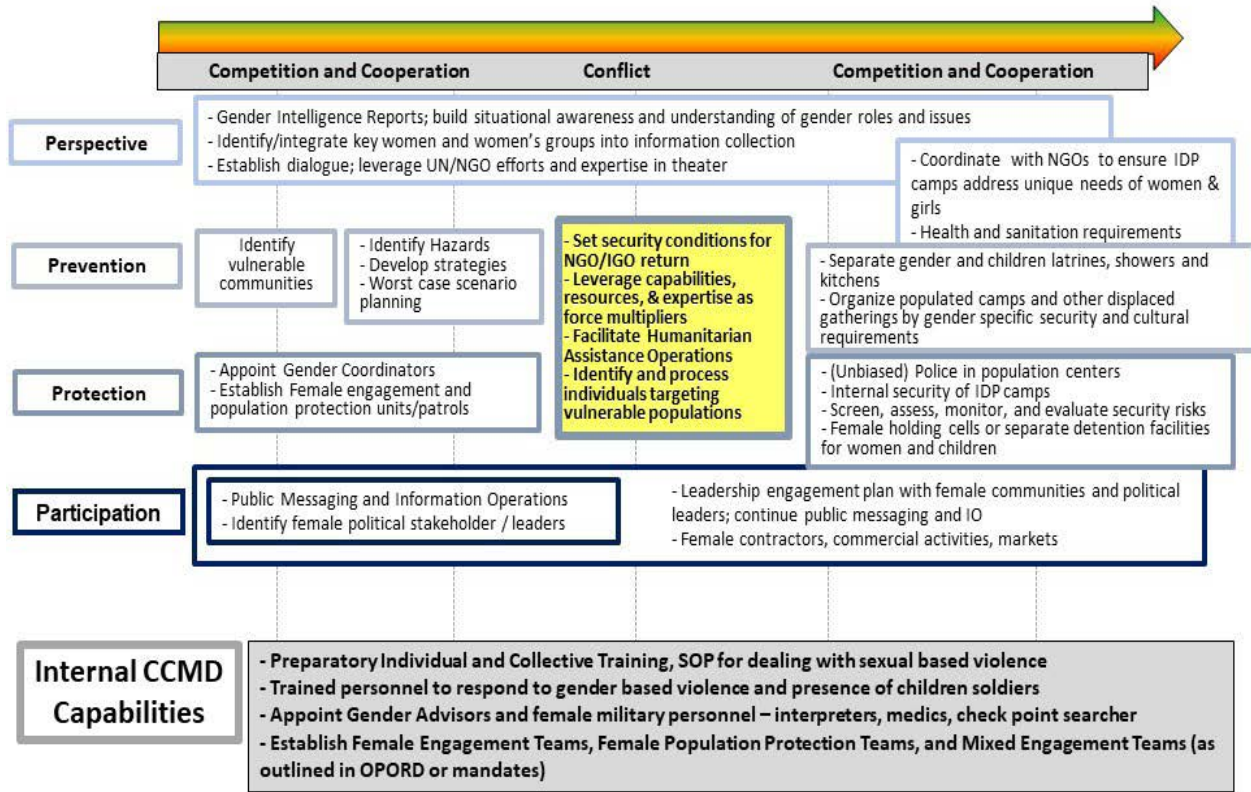 Competition and Cooperation
Conflict
Competition and Cooperation
Perspective
- Gender Intelligence Reports; build situational awareness and understanding of gender roles and issues
- Identify/integrate key women and women's groups into information collection
- Establish dialogue; leverage UN/NGO efforts and expertise in theater
- Coordinate with NGOs to ensure IDP
camps address unique needs of women &
girls
- Health and sanitation requirements
Prevention
Identify
vulnerable
communities
- Identify Hazards
- Develop strategies
- Worst case scenario
planning
- Set security conditions for
NGO/IGO return
- Leverage capabilities,
resources, & expertise as
force multipliers
- Facilitate Humanitarian
Assistance Operations
- Identify and process
individuals targeting
vulnerable populations
- Separate gender and children latrines, showers and
kitchens
- Organize populated camps and other displaced
gatherings by gender specific security and cultural
requirements
Protection
- Appoint Gender Coordinators
- Establish Female engagement and
population protection units/patrols
- (Unbiased) Police in population centers
- Internal security of IDP camps
- Screen, assess, monitor, and evaluate security risks
- Female holding cells or separate detention facilities
for women and children
Participation
- Public Messaging and Information Operations
- Identify female political stakeholder / leaders
- Leadership engagement plan with female communities and political
leaders; continue public messaging and IO
- Female contractors, commercial activities, markets
Internal CCMD
Capabilities
- Preparatory Individual and Collective Training, SOP for dealing with sexual based violence
- Trained personnel to respond to gender based violence and presence of children soldiers
- Appoint Gender Advisors and female military personnel – interpreters, medics, check point searcher
- Establish Female Engagement Teams, Female Population Protection Teams, and Mixed Engagement Teams (as
outlined in OPORD or mandates)